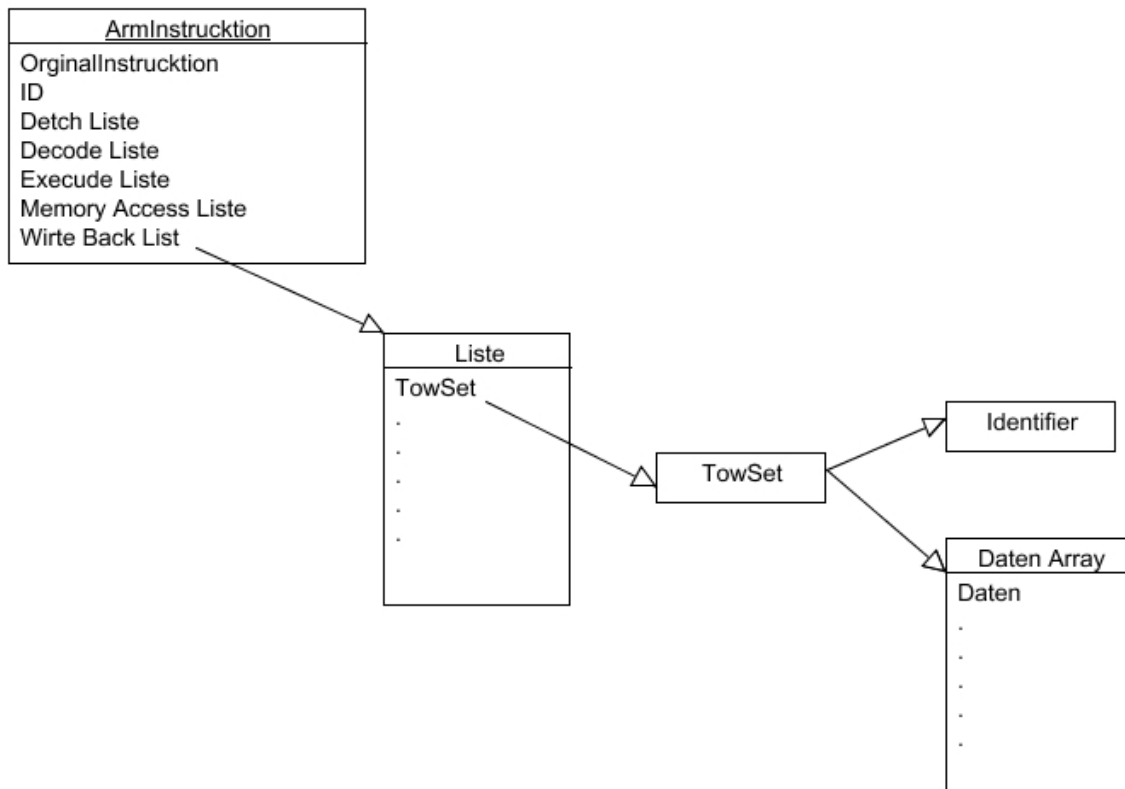 ArmInstrucktion
OrginalInstrucktion
ID
Detch Liste
Decode Liste
Execude Liste
Memory Access Liste
Wirte Back List
Liste
TowSet
.
.
.
.
.
TowSet
Identifier
Daten Array
Daten
.
.
.
.
.